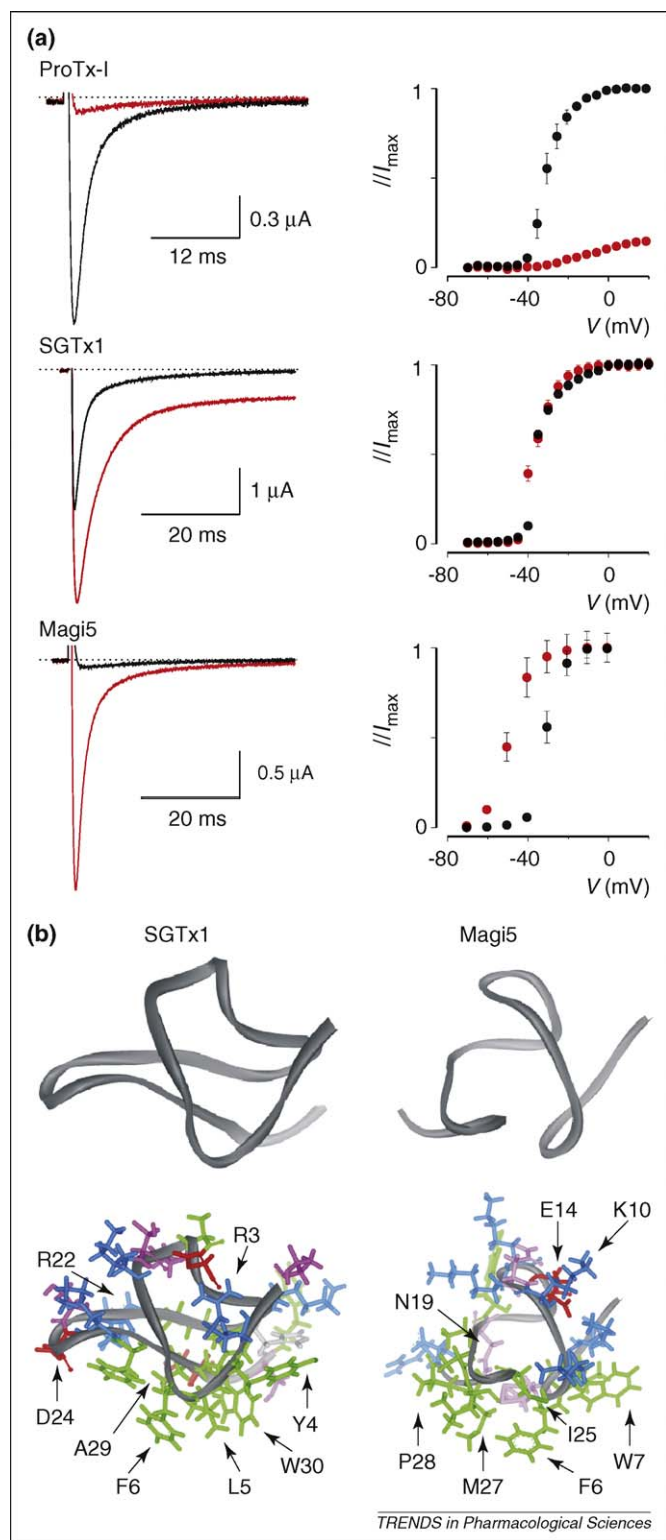 (a)
ProTx-I
0.3 μA
12 ms
1
I/Imax
0
-80
-40
0
V (mV)
SGTx1
1 μA
20 ms
1
I/Imax
0
-80
-40
0
V (mV)
Magi5
0.5 μA
20 ms
1
I/Imax
0
-80
-40
0
V (mV)
(b)
SGTx1
Magi5
R22
R3
D24
A29
F6
L5
W30
Y4
E14
K10
N19
P28
M27
I25
F6
W7
TRENDS in Pharmacological Sciences